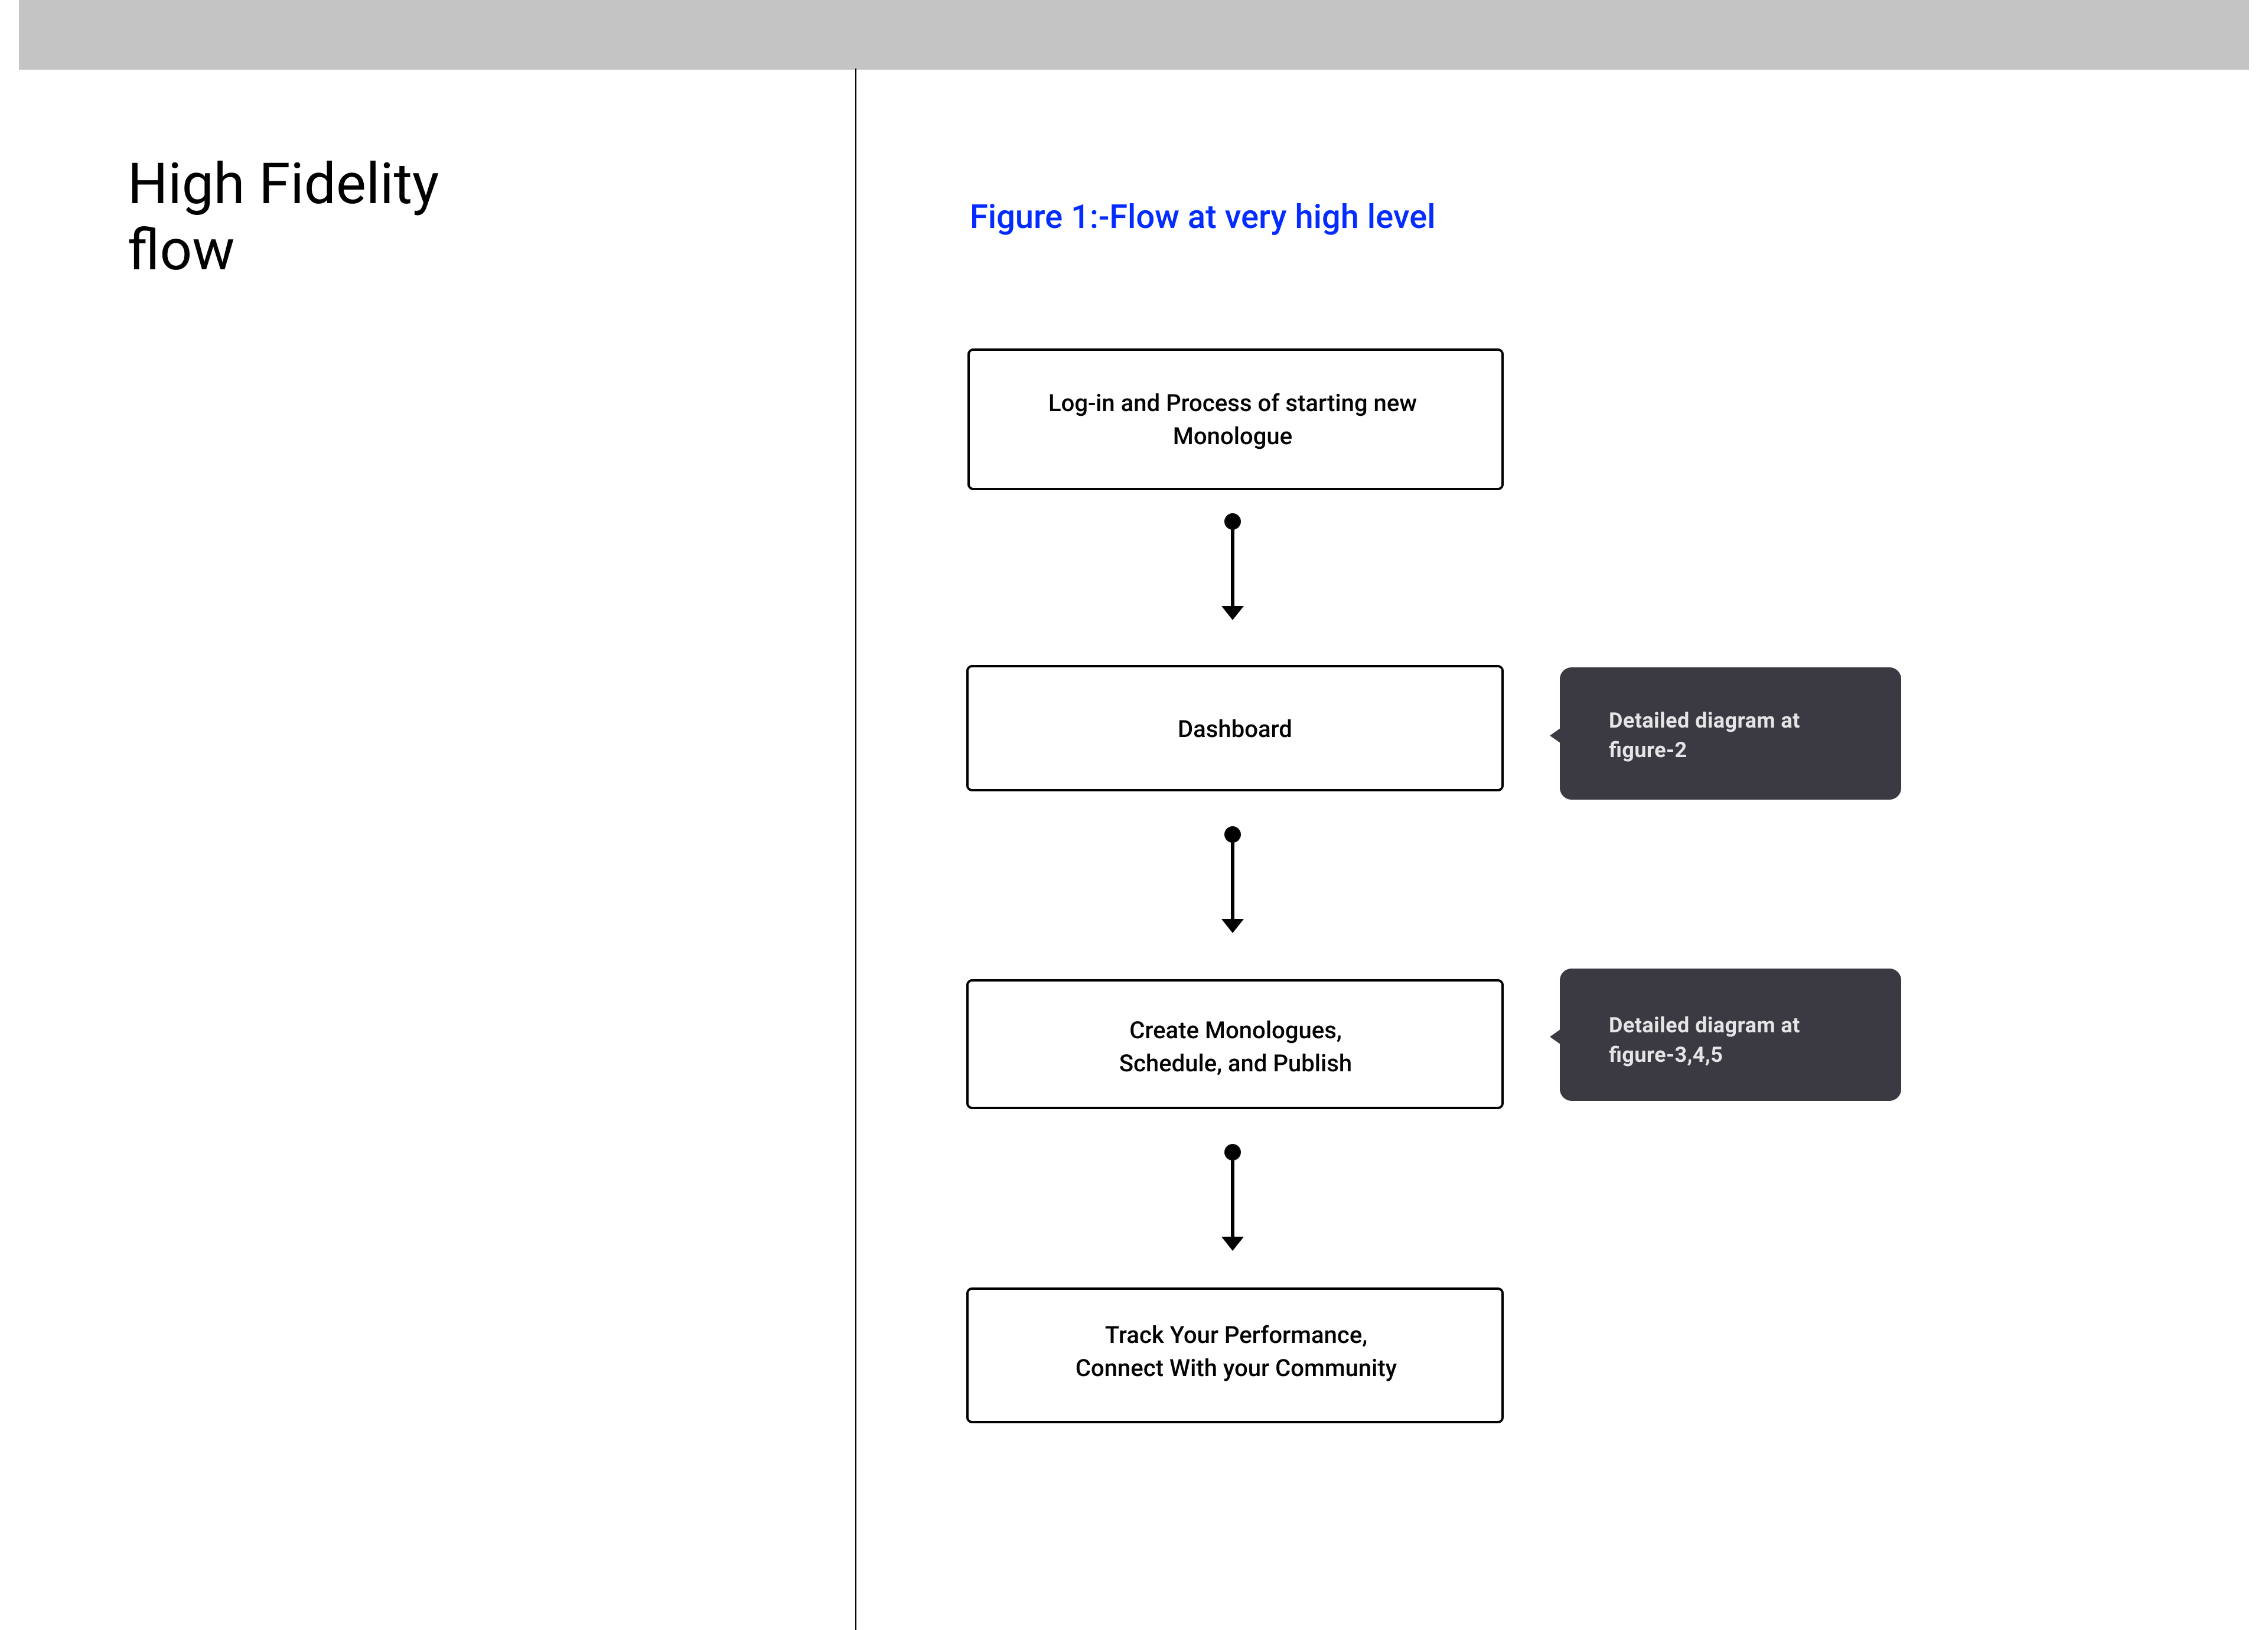 High Fidelity
flow
Figure 1:-Flow at very high level
Log-in and Process of starting new
Monologue
Dashboard
Detailed diagram at
figure-2
Create Monologues,
Schedule, and Publish
Detailed diagram at
figure-3,4,5
Track Your Performance,
Connect With your Community